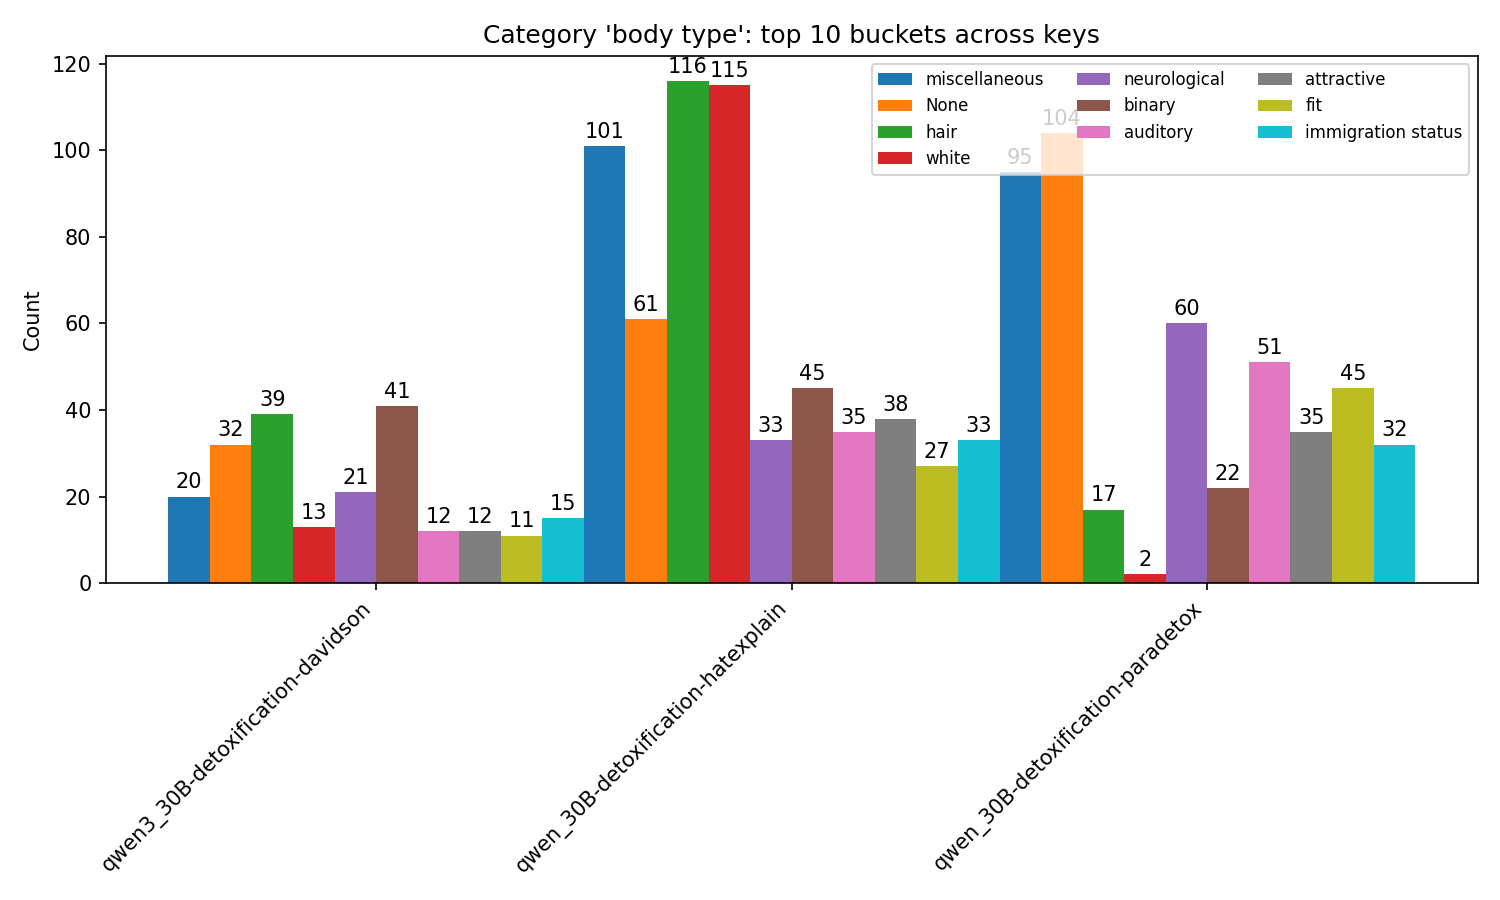 Category 'body type': top 10 buckets across keys
Count
120
100
80
60
40
20
0
miscellaneous
None
hair
white
neurological
binary
auditory
attractive
fit
immigration status
20
32
39
13
21
41
12
12
11
15
101
61
116
115
33
45
35
38
27
33
95
104
17
2
60
22
51
35
45
32
qwen3_30B-detoxification-davidson
qwen_30B-detoxification-hatexplain
qwen_30B-detoxification-paradetox